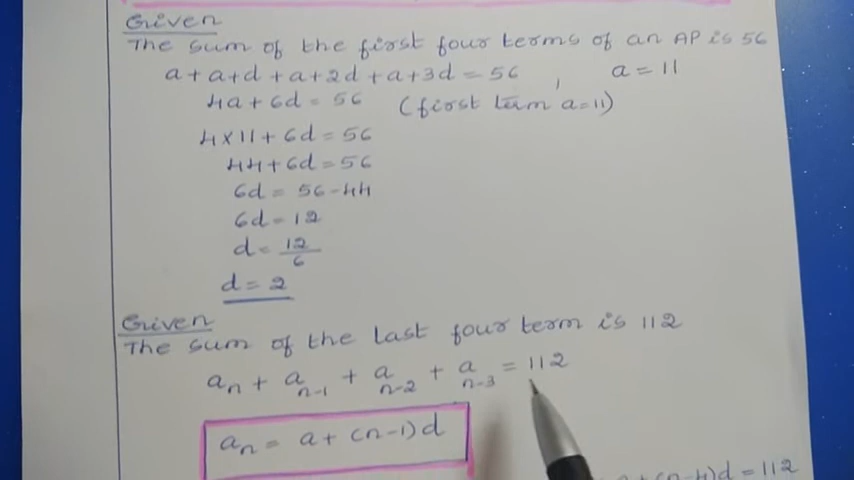 Given
The sum of the first four terms of an AP is 56
a + a+d + a+2d + a+3d = 56 , a = 11
4a + 6d = 56 (first term a=11)
4×11 + 6d = 56
44+6d = 56
6d = 56-44
6d = 12
d = 12/6
d = 2
Given
The sum of the last four term is 112
aₙ + aₙ₋₁ + aₙ₋₂ + aₙ₋₃ = 112
aₙ = a + (n-1)d
a+(n-4)d = 112